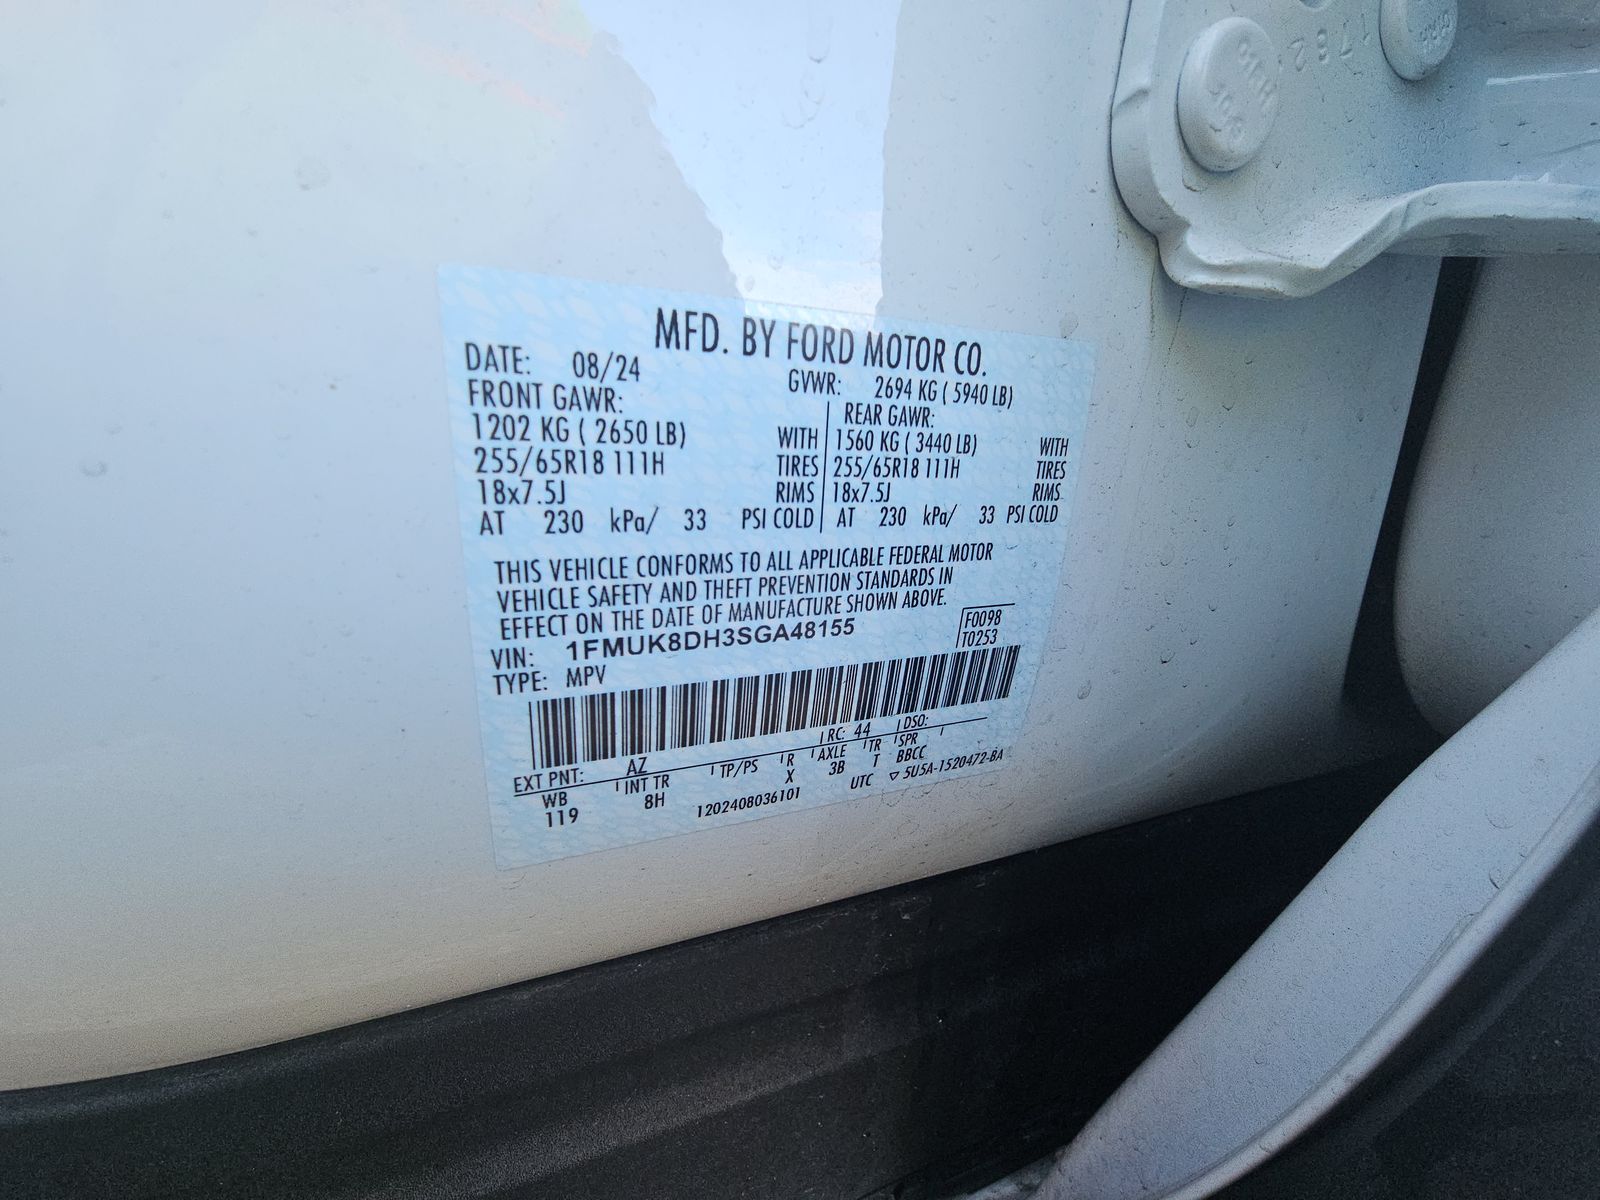 1782
MFD. BY FORD MOTOR CO.
DATE: 08/24 GVWR: 2694 KG ( 5940 LB)
FRONT GAWR: REAR GAWR:
1202 KG ( 2650 LB) WITH 1560 KG ( 3440 LB) WITH
255/65R18 111H TIRES 255/65R18 111H TIRES
18x7.5J RIMS 18x7.5J RIMS
AT 230 kPa/ 33 PSI COLD AT 230 kPa/ 33 PSI COLD
THIS VEHICLE CONFORMS TO ALL APPLICABLE FEDERAL MOTOR
VEHICLE SAFETY AND THEFT PREVENTION STANDARDS IN
EFFECT ON THE DATE OF MANUFACTURE SHOWN ABOVE.
F0098
VIN: 1FMUK8DH3SGA48155 T0253
TYPE: MPV
EXT PNT: AZ RC: 44 DSO:
WB INT TR TP/PS R AXLE TR SPR
119 8H X 3B T BBCC
1202408036101 UTC ▽ 5U5A-1520472-BA